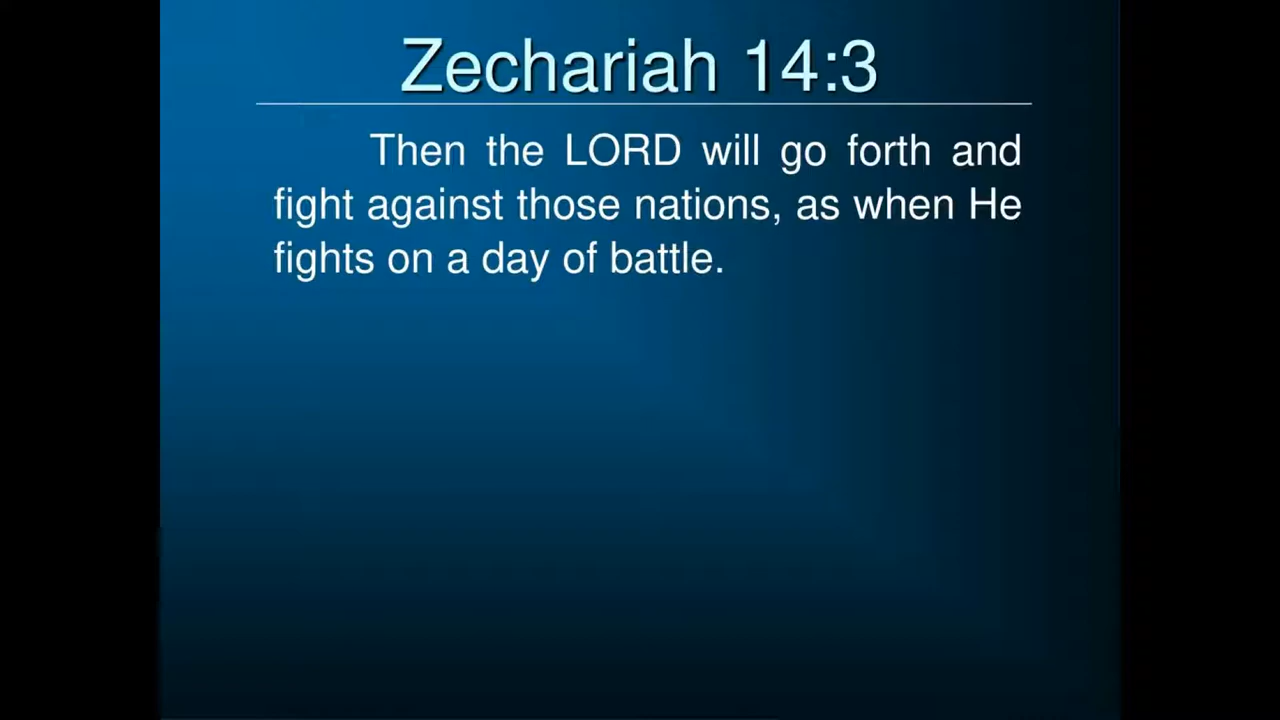 Zechariah 14:3
Then the LORD will go forth and
fight against those nations, as when He
fights on a day of battle.